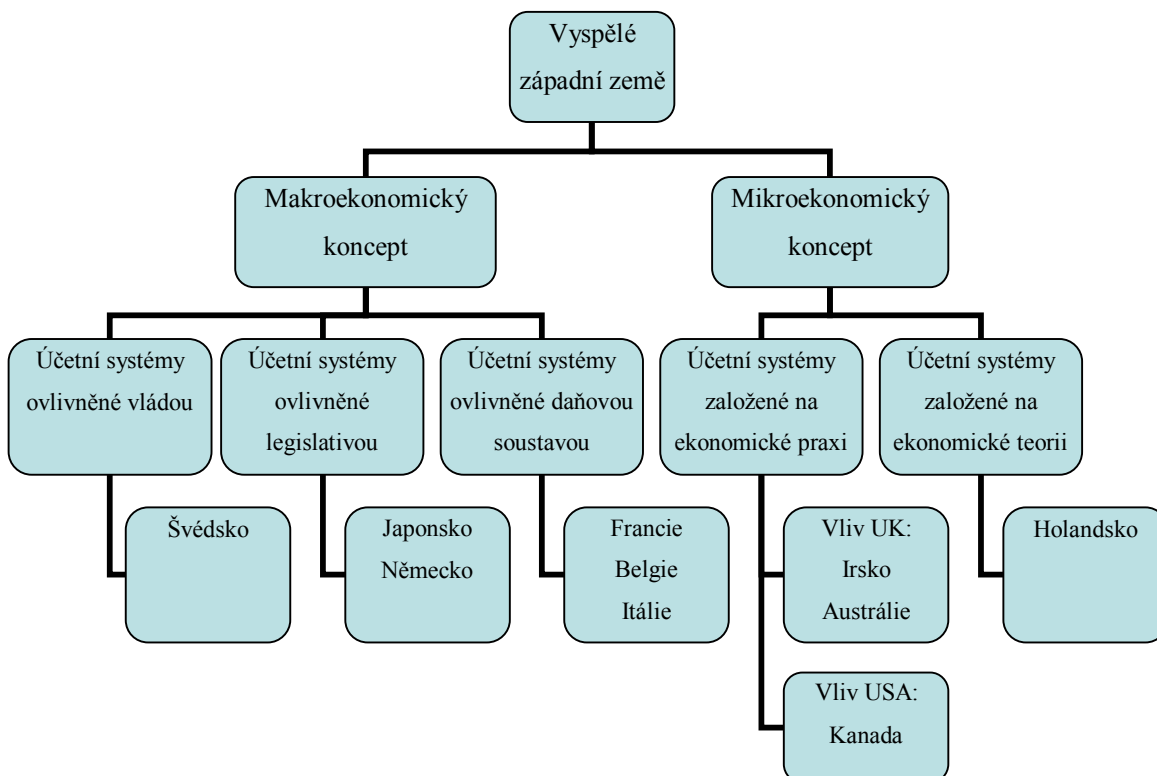 Vyspělé
západní země
Makroekonomický
koncept
Mikroekonomický
koncept
Účetní systémy
ovlivněné vládou
Účetní systémy
ovlivněné
legislativou
Účetní systémy
ovlivněné daňovou
soustavou
Účetní systémy
založené na
ekonomické praxi
Účetní systémy
založené na
ekonomické teorii
Švédsko
Japonsko
Německo
Francie
Belgie
Itálie
Vliv UK:
Irsko
Austrálie
Holandsko
Vliv USA:
Kanada